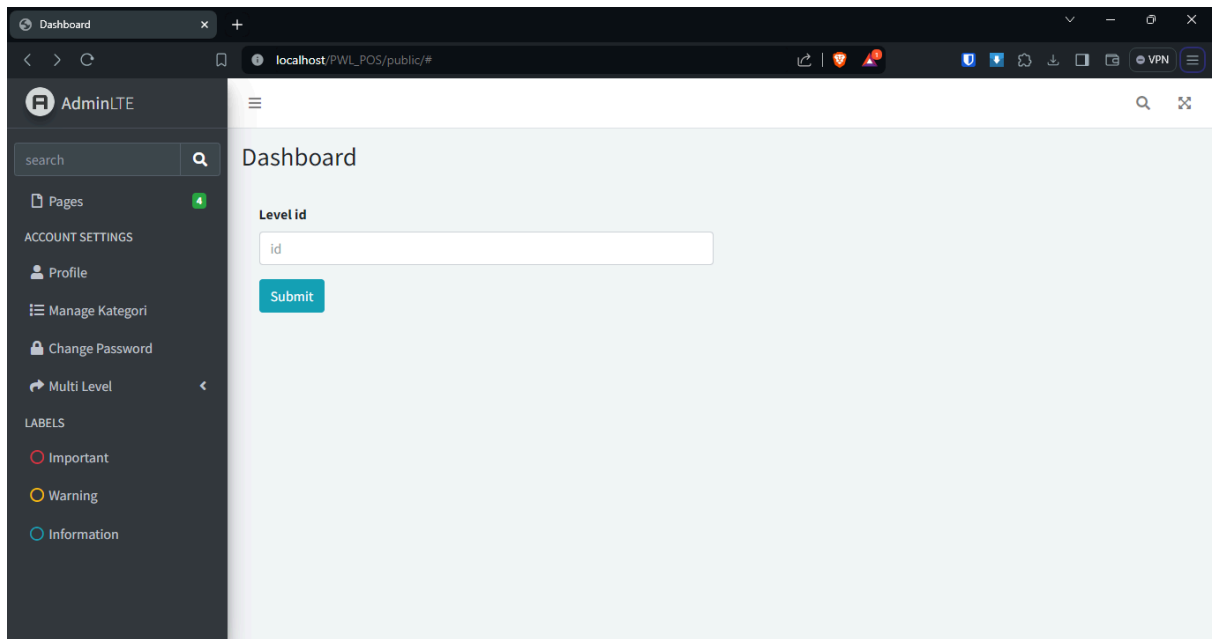 Dashboard
localhost/PWL_POS/public/#
1
VPN
AdminLTE
search
Pages 4
ACCOUNT SETTINGS
Profile
Manage Kategori
Change Password
Multi Level
LABELS
Important
Warning
Information
Dashboard
Level id
id
Submit